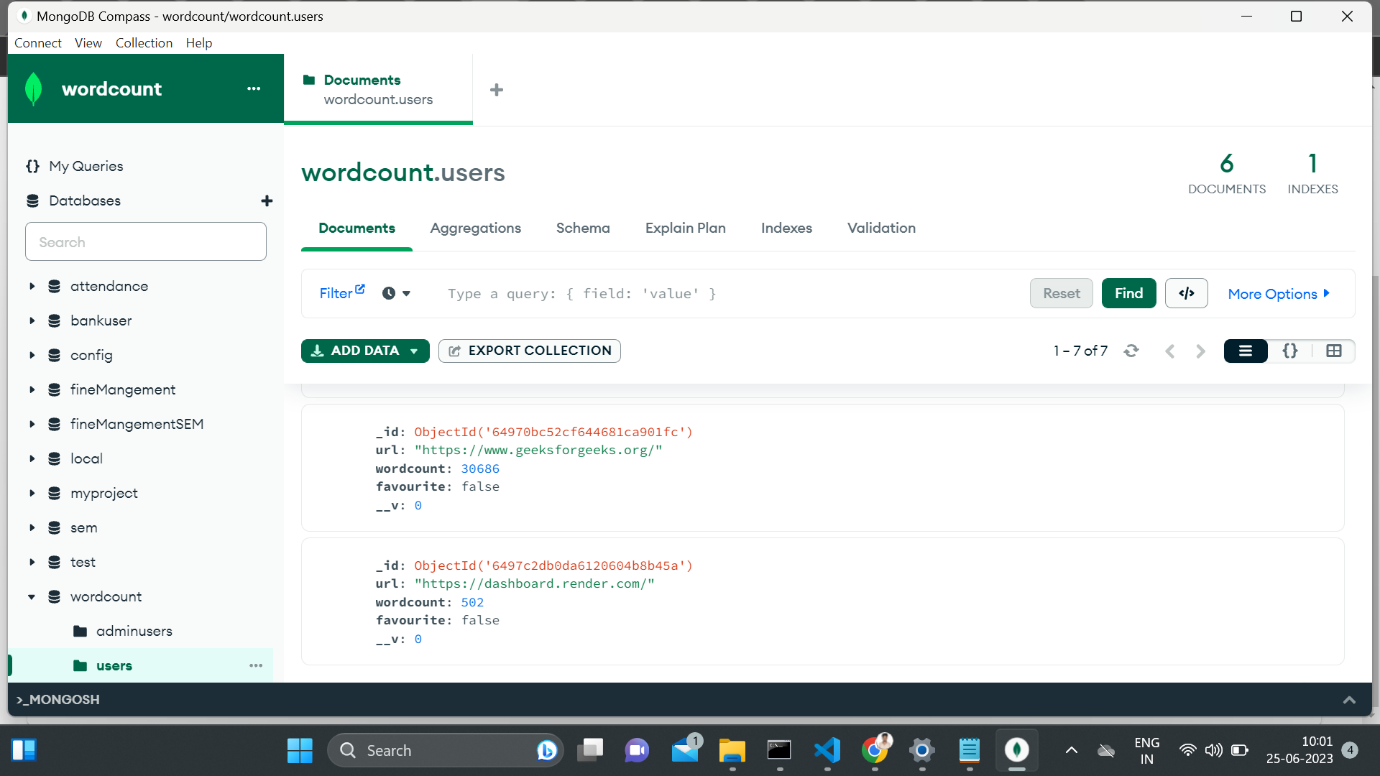 MongoDB Compass - wordcount/wordcount.users
Connect View Collection Help
wordcount
Documents
wordcount.users
My Queries
Databases
Search
attendance
bankuser
config
fineMangement
fineMangementSEM
local
myproject
sem
test
wordcount
adminusers
users
wordcount.users
6
DOCUMENTS
1
INDEXES
Documents Aggregations Schema Explain Plan Indexes Validation
Filter Type a query: { field: 'value' } Reset Find </> More Options
ADD DATA EXPORT COLLECTION 1 – 7 of 7 {}
_id: ObjectId('64970bc52cf644681ca901fc')
url: "https://www.geeksforgeeks.org/"
wordcount: 30686
favourite: false
__v: 0
_id: ObjectId('6497c2db0da6120604b8b45a')
url: "https://dashboard.render.com/"
wordcount: 502
favourite: false
__v: 0
>_MONGOSH
Search
1
ENG
IN
10:01
25-06-2023
4